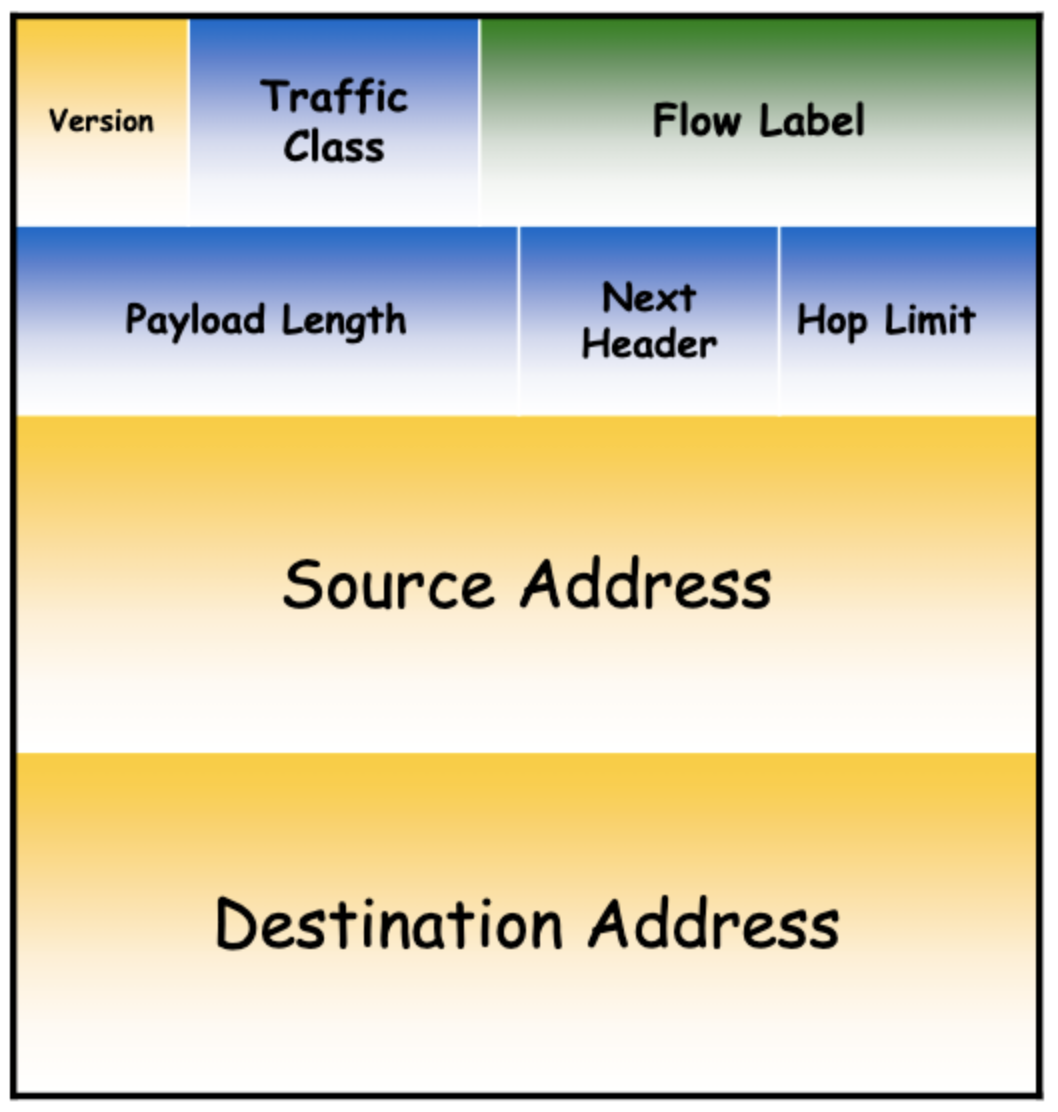 Version
Traffic
Class
Flow Label
Payload Length
Next
Header
Hop Limit
Source Address
Destination Address